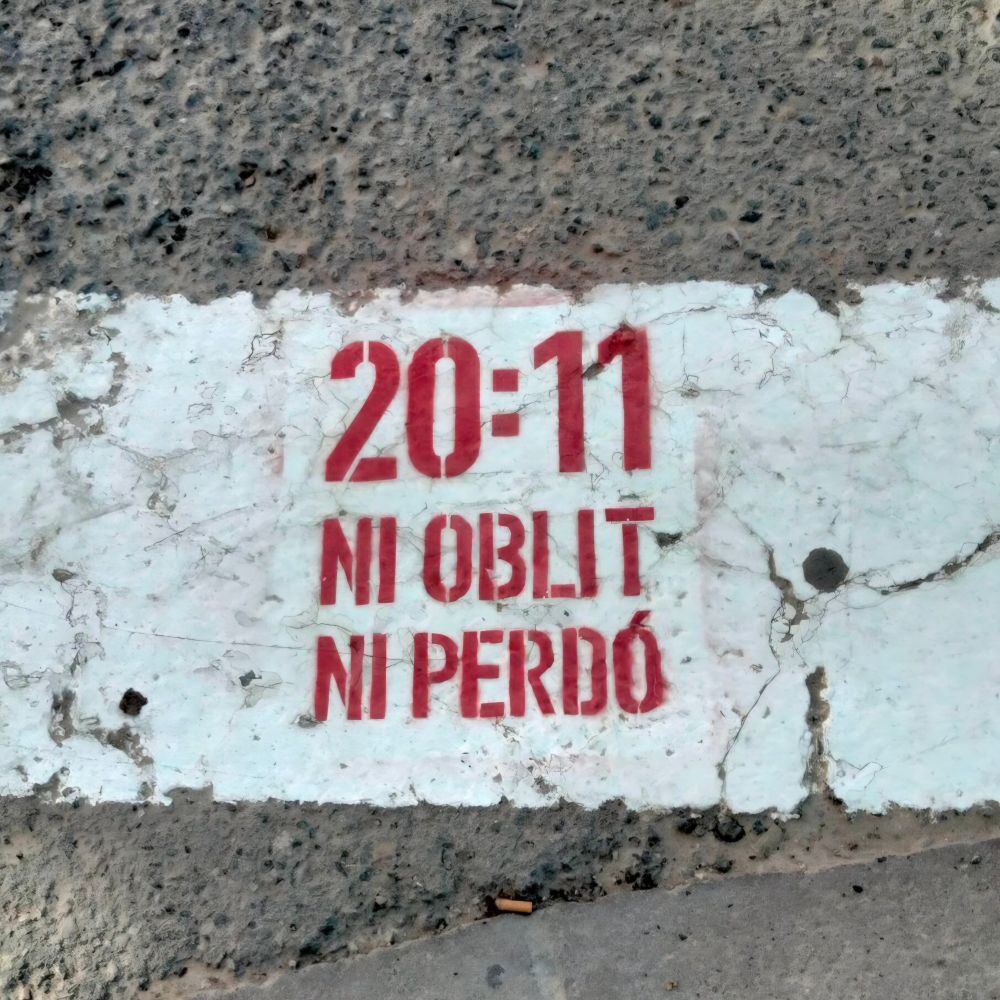 20:11
NI OBLIT
NI PERDÓ